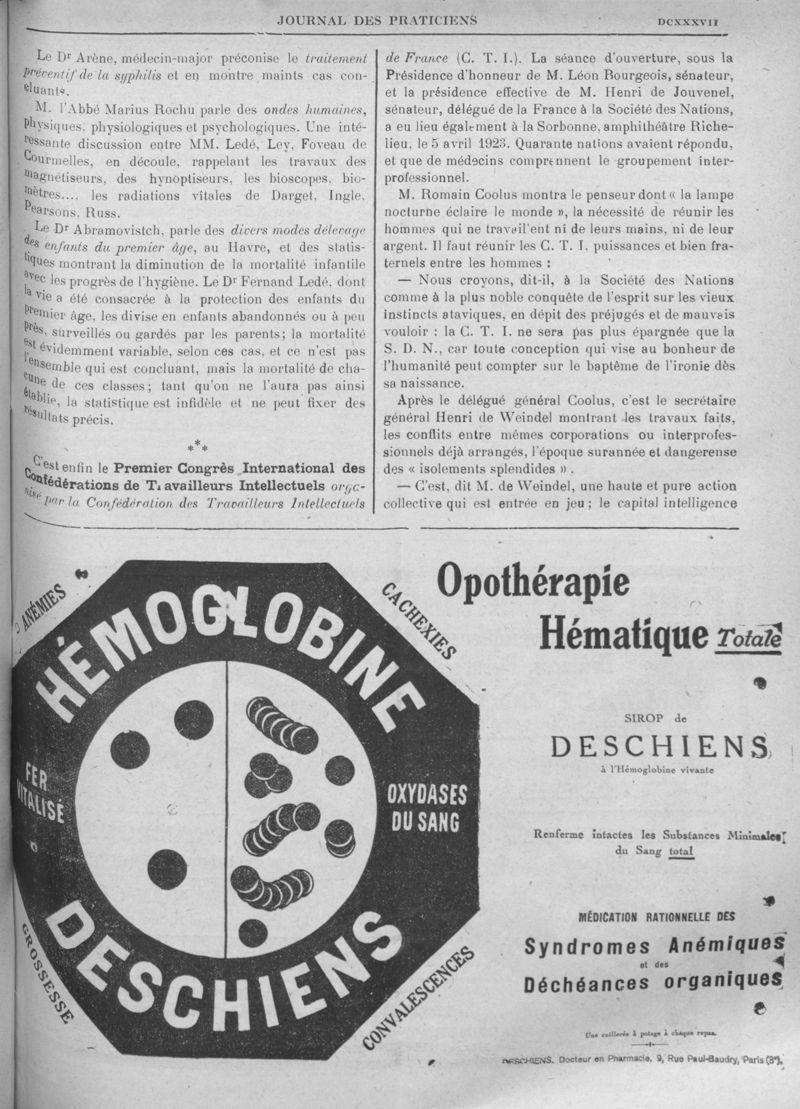 JOURNAL DES PRATICIENS
DCXXXVII
Le Dr Arène, médecin-major préconise le traitement
préventif de la syphilis et en montre maints cas con-
cluants.
M. l'Abbé Marius Rochu parle des ondes humaines,
physiques, physiologiques et psychologiques. Une inté-
ressante discussion entre MM. Ledé, Ley, Foveau de
Courmelles, en découle, rappelant les travaux des
magnétiseurs, des hynoptiseurs, les bioscopes, bio-
mètres...., les radiations vitales de Darget, Ingle,
Pearsons, Russ.
Le Dr Abramovistch, parle des divers modes délevage
des enfants du premier âge, au Havre, et des statis-
tiques montrant la diminution de la mortalité infantile
avec les progrès de l'hygiène. Le Dr Fernand Ledé, dont
la vie a été consacrée à la protection des enfants du
premier âge, les divise en enfants abandonnés ou à peu
près, surveillés ou gardés par les parents; la mortalité
est évidemment variable, selon ces cas, et ce n'est pas
l'ensemble qui est concluant, mais la mortalité de cha-
cune de ces classes; tant qu'on ne l'aura pas ainsi
établie, la statistique est infidèle et ne peut fixer des
résultats précis.
***
C'est enfin le Premier Congrès International des
Confédérations de Travailleurs Intellectuels orga-
nisé par la Confédération des Travailleurs Intellectuels
de France (C. T. I.). La séance d'ouverture, sous la
Présidence d'honneur de M. Léon Bourgeois, sénateur,
et la présidence effective de M. Henri de Jouvenel,
sénateur, délégué de la France à la Société des Nations,
a eu lieu également à la Sorbonne, amphithéâtre Riche-
lieu, le 5 avril 1923. Quarante nations avaient répondu,
et que de médecins comprennent le groupement inter-
professionnel.
M. Romain Coolus montra le penseur dont « la lampe
nocturne éclaire le monde », la nécessité de réunir les
hommes qui ne travaillent ni de leurs mains, ni de leur
argent. Il faut réunir les C. T. I. puissances et bien fra-
ternels entre les hommes :
— Nous croyons, dit-il, à la Société des Nations
comme à la plus noble conquête de l'esprit sur les vieux
instincts ataviques, en dépit des préjugés et de mauvais
vouloir : la C. T. I. ne sera pas plus épargnée que la
S. D. N., car toute conception qui vise au bonheur de
l'humanité peut compter sur le baptême de l'ironie dès
sa naissance.
Après le délégué général Coolus, c'est le secrétaire
général Henri de Weindel montrant les travaux faits,
les conflits entre mêmes corporations ou interprofes-
sionnels déjà arrangés, l'époque surannée et dangerense
des « isolements splendides ».
— C'est, dit M. de Weindel, une haute et pure action
collective qui est entrée en jeu; le capital intelligence
ANÉMIES
CACHEXIES
HÉMOGLOBINE
FER
VITALISÉ
OXYDASES
DU SANG
DESCHIENS
GROSSESSE
CONVALESCENCES
Opothérapie
Hématique Totale
SIROP de
DESCHIENS
à l'Hémoglobine vivante
Renferme intactes les Substances Minimales
du Sang total
MÉDICATION RATIONNELLE DES
Syndromes Anémiques
et des
Déchéances organiques
Une cuillerée à potage à chaque repas.
DESCHIENS, Docteur en Pharmacie, 9, Rue Paul-Baudry, Paris (8e).